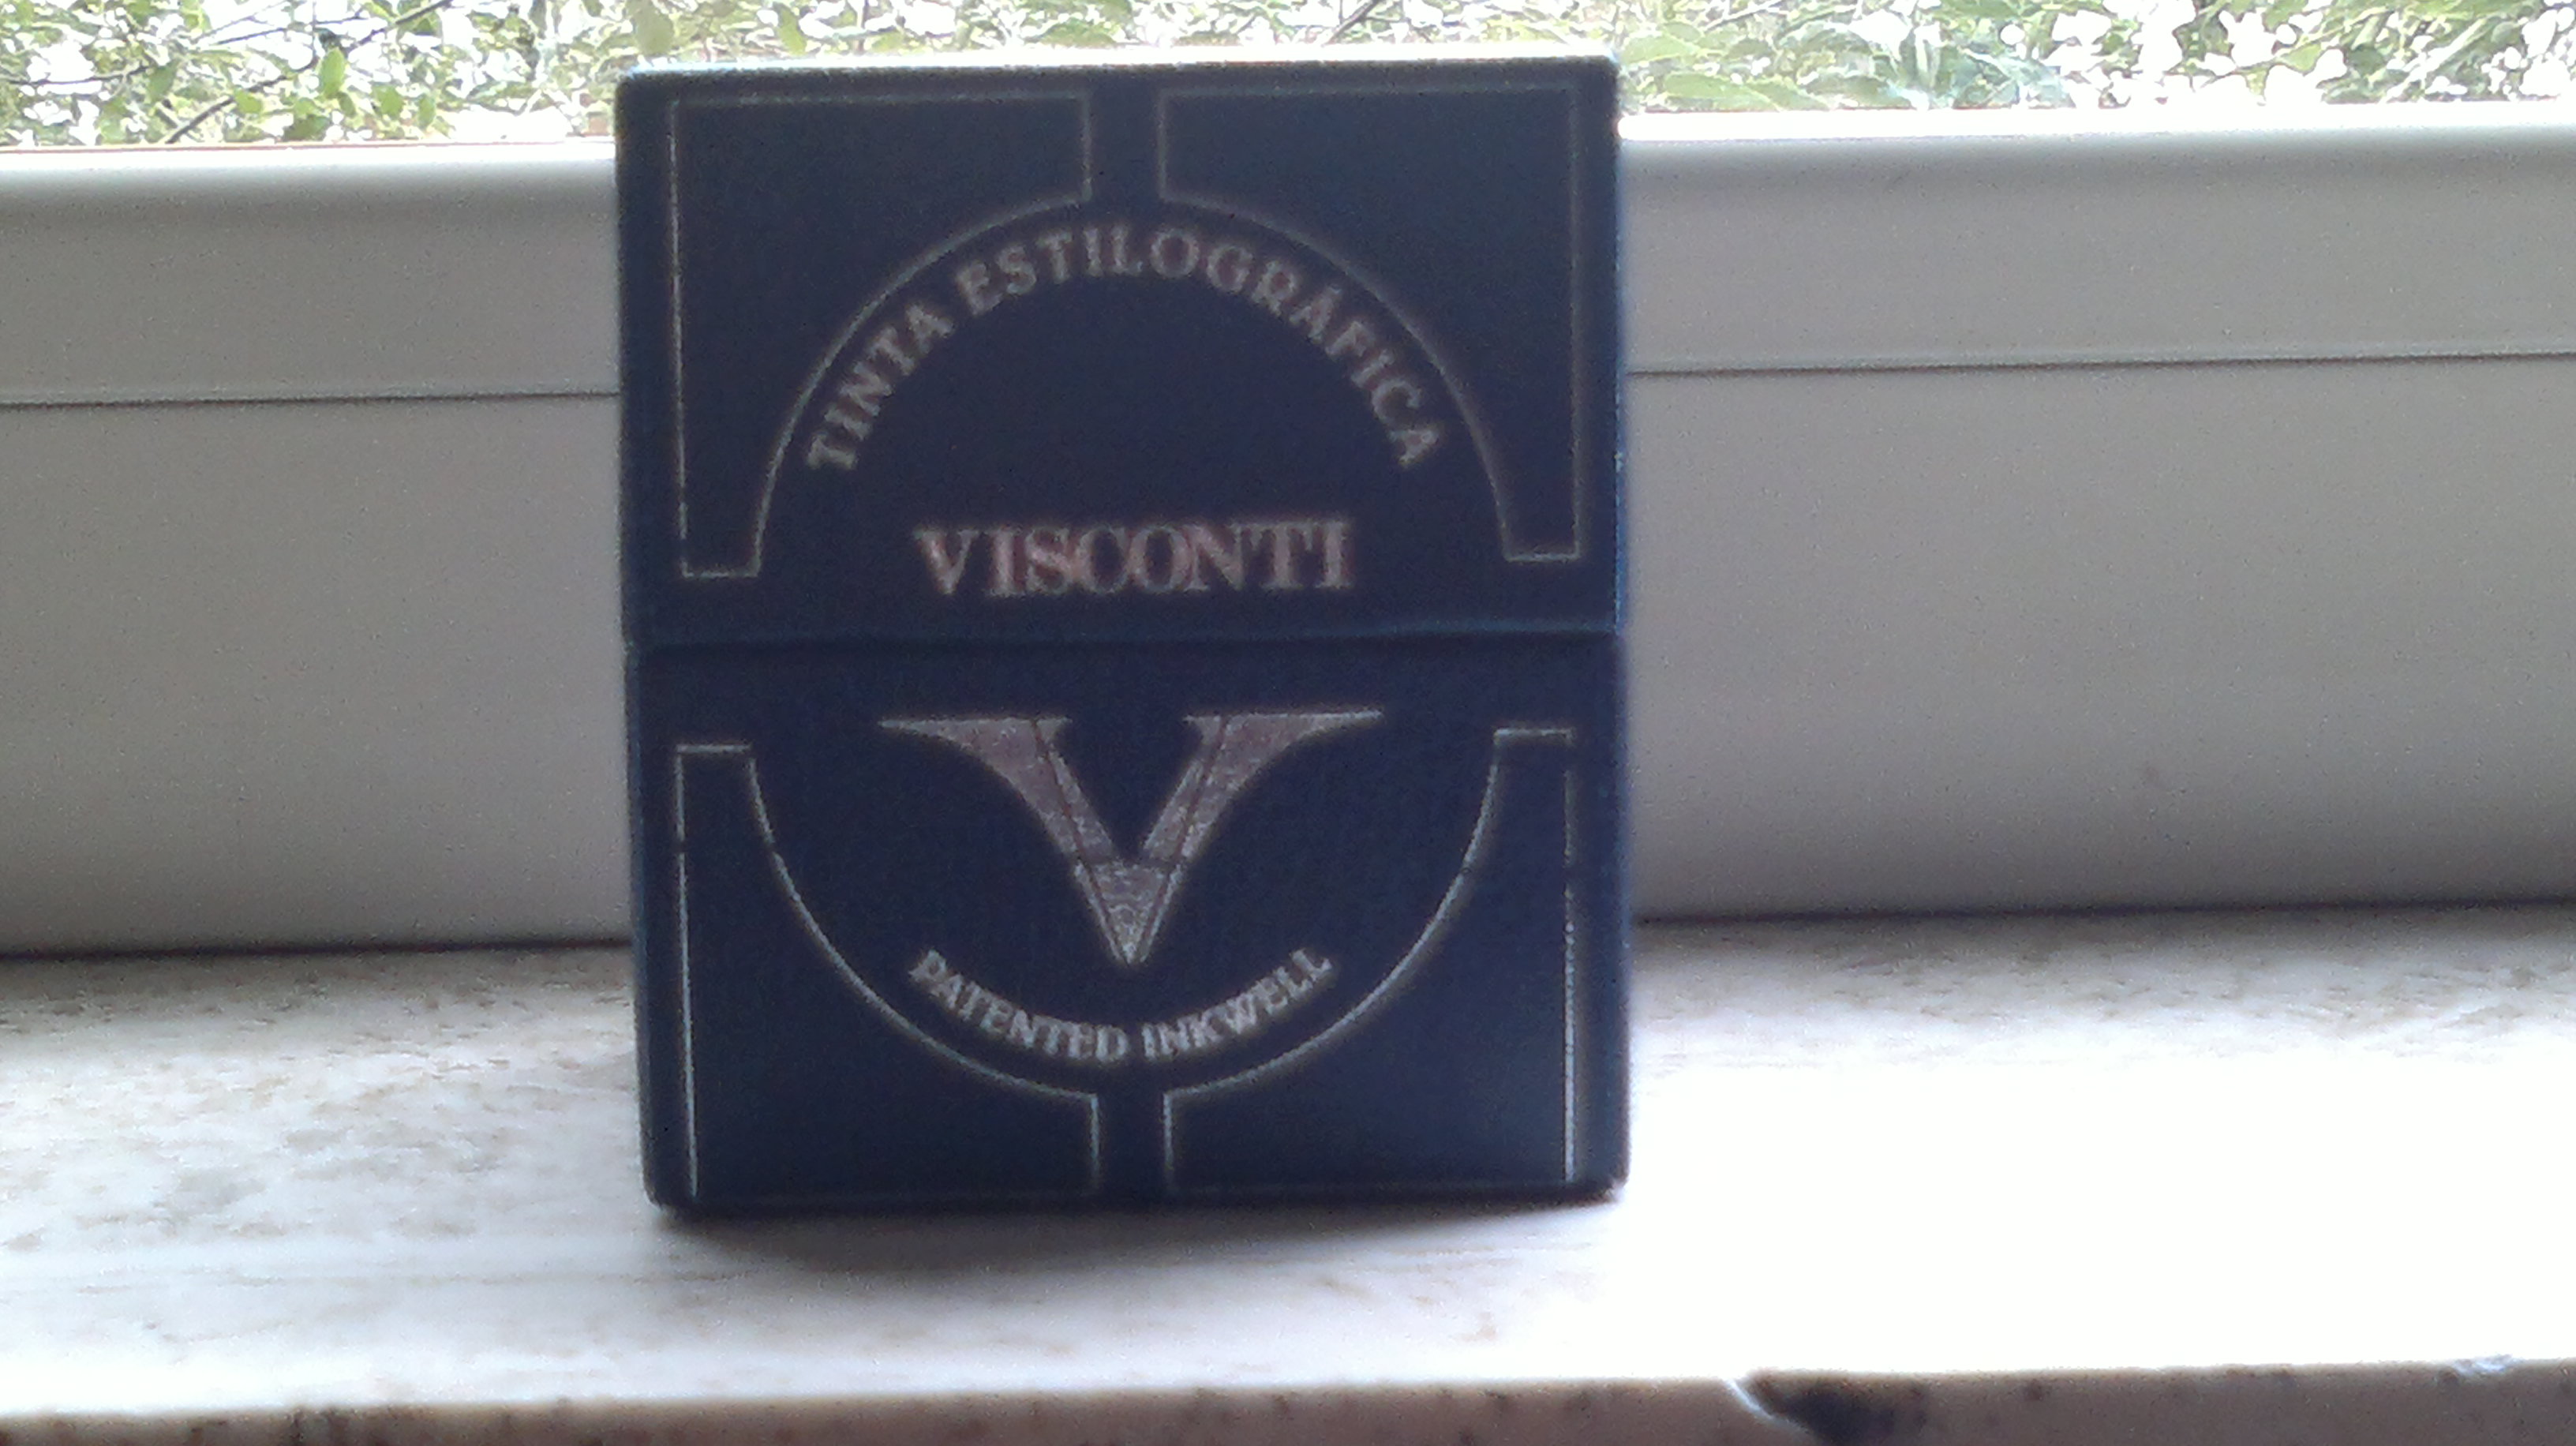 TINTA ESTILOGRÁFICA
VISCONTI
V
PATENTED INKWELL